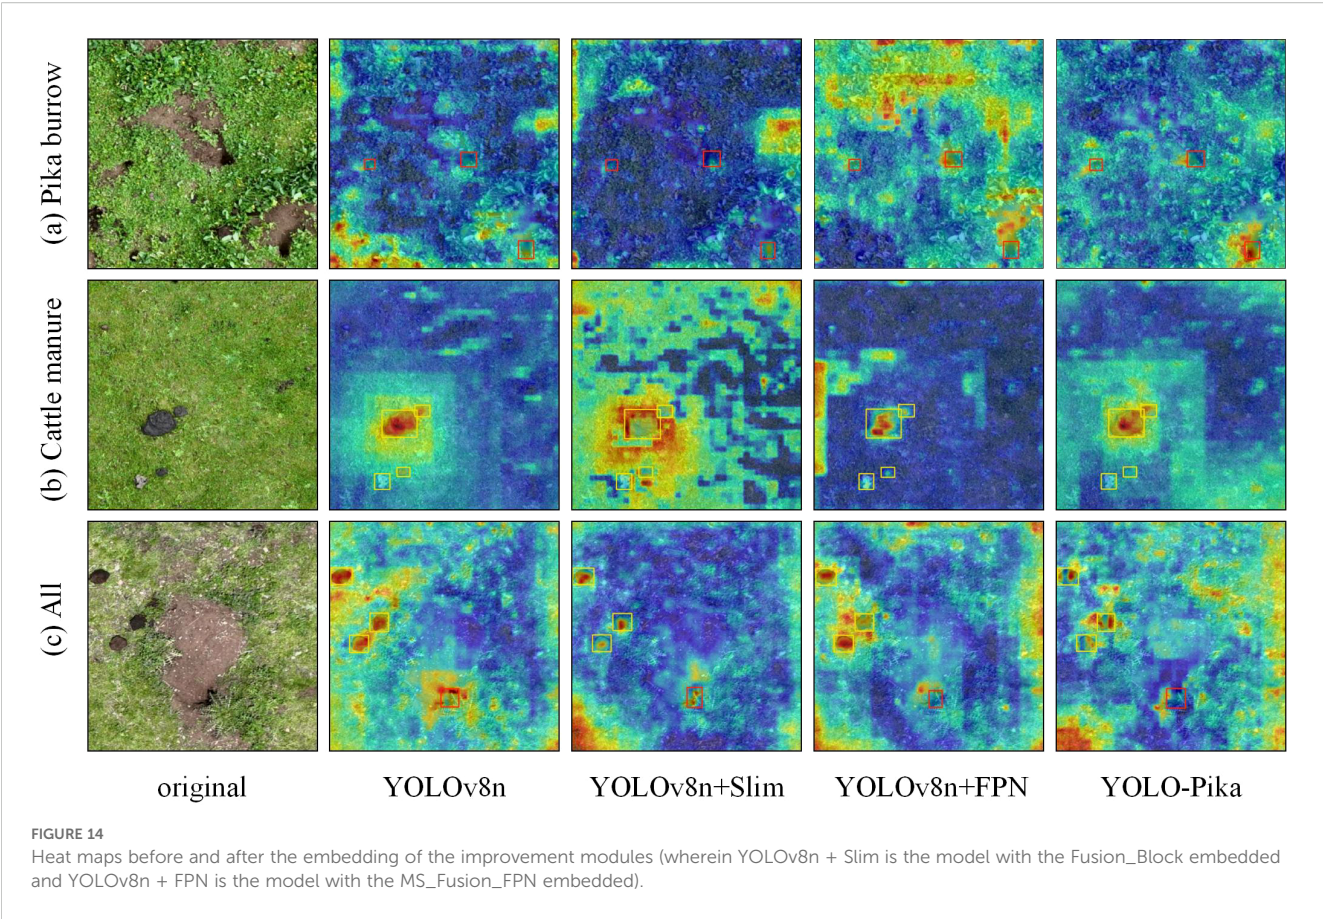 (a) Pika burrow
(b) Cattle manure
(c) All
original YOLOv8n YOLOv8n+Slim YOLOv8n+FPN YOLO-Pika
FIGURE 14
Heat maps before and after the embedding of the improvement modules (wherein YOLOv8n + Slim is the model with the Fusion_Block embedded
and YOLOv8n + FPN is the model with the MS_Fusion_FPN embedded).